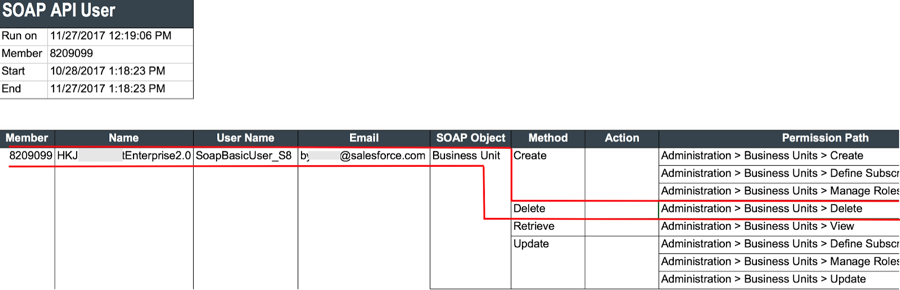 SOAP API User
Run on 11/27/2017 12:19:06 PM
Member 8209099
Start 10/28/2017 1:18:23 PM
End 11/27/2017 1:18:23 PM
Member Name User Name Email SOAP Object Method Action Permission Path
8209099 HKJ tEnterprise2.0 SoapBasicUser_S8 by @salesforce.com Business Unit Create Administration > Business Units > Create
Administration > Business Units > Define Subscr
Administration > Business Units > Manage Roles
Delete Administration > Business Units > Delete
Retrieve Administration > Business Units > View
Update Administration > Business Units > Define Subscr
Administration > Business Units > Manage Roles
Administration > Business Units > Update